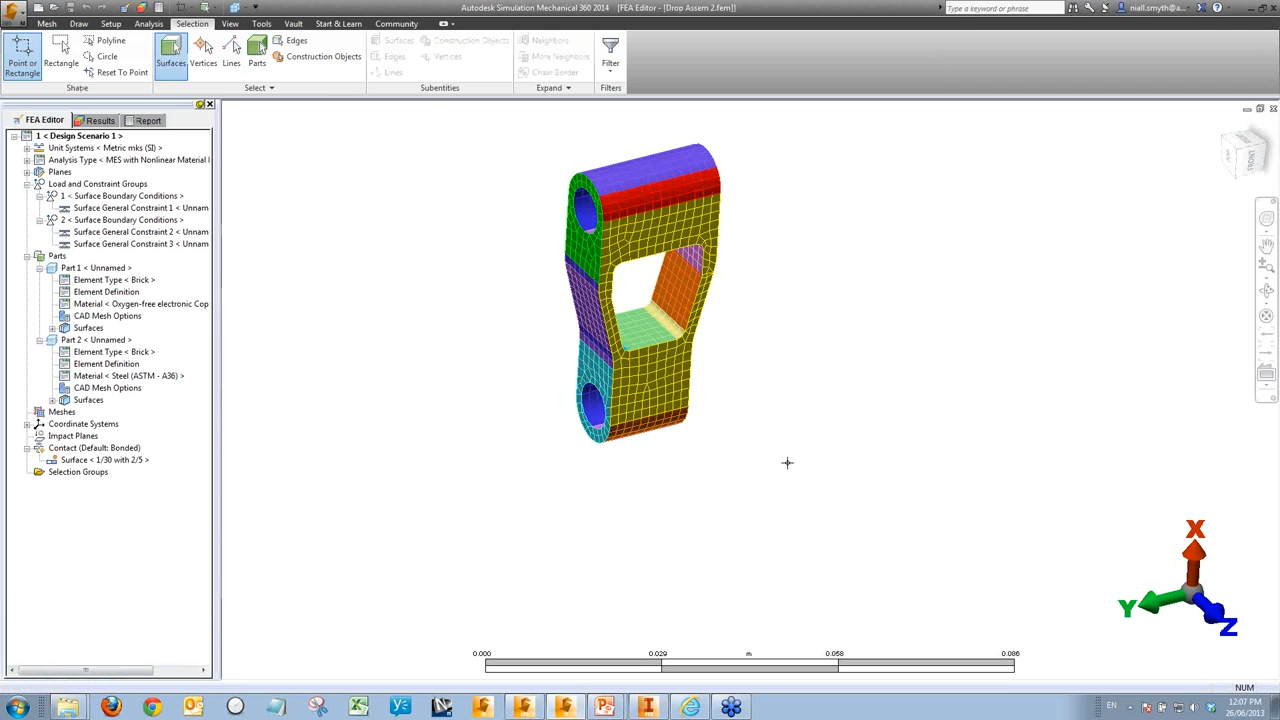 Autodesk Simulation Mechanical 360 2014 - [FEA Editor - [Drop Assem 2.fem]]
Type a keyword or phrase
niall.smyth@a...
Mesh Draw Setup Analysis Selection View Tools Vault Start & Learn Community
Point or Rectangle
Rectangle
Polyline
Circle
Reset To Point
Shape
Surfaces
Vertices
Lines
Parts
Edges
Construction Objects
Select
Surfaces
Edges
Lines
Construction Objects
Vertices
Subentities
Neighbors
More Neighbors
Chain Border
Expand
Filter
Filters
FEA Editor Results Report
1 < Design Scenario 1 >
Unit Systems < Metric mks (SI) >
Analysis Type < MES with Nonlinear Material
Planes
Load and Constraint Groups
1 < Surface Boundary Conditions >
Surface General Constraint 1 < Unnam
2 < Surface Boundary Conditions >
Surface General Constraint 2 < Unnam
Surface General Constraint 3 < Unnam
Parts
Part 1 < Unnamed >
Element Type < Brick >
Element Definition
Material < Oxygen-free electronic Cop
CAD Mesh Options
Surfaces
Part 2 < Unnamed >
Element Type < Brick >
Element Definition
Material < Steel (ASTM - A36) >
CAD Mesh Options
Surfaces
Meshes
Coordinate Systems
Impact Planes
Contact (Default: Bonded)
Surface < 1/30 with 2/5 >
Selection Groups
FRONT
X
Y
Z
0.000 0.029 m 0.058 0.086
NUM
EN
12:07 PM
26/06/2013